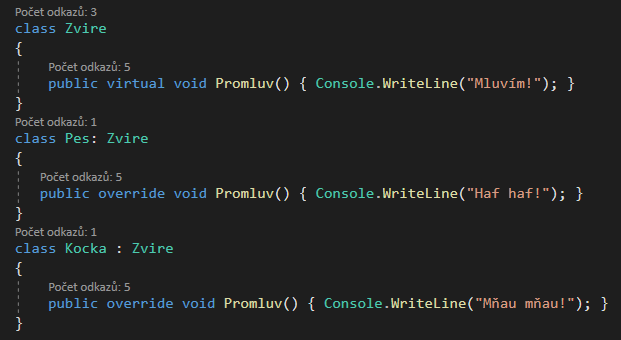 Počet odkazů: 3
class Zvire
{
Počet odkazů: 5
public virtual void Promluv() { Console.WriteLine("Mluvím!"); }
}
Počet odkazů: 1
class Pes: Zvire
{
Počet odkazů: 5
public override void Promluv() { Console.WriteLine("Haf haf!"); }
}
Počet odkazů: 1
class Kocka : Zvire
{
Počet odkazů: 5
public override void Promluv() { Console.WriteLine("Mňau mňau!"); }
}